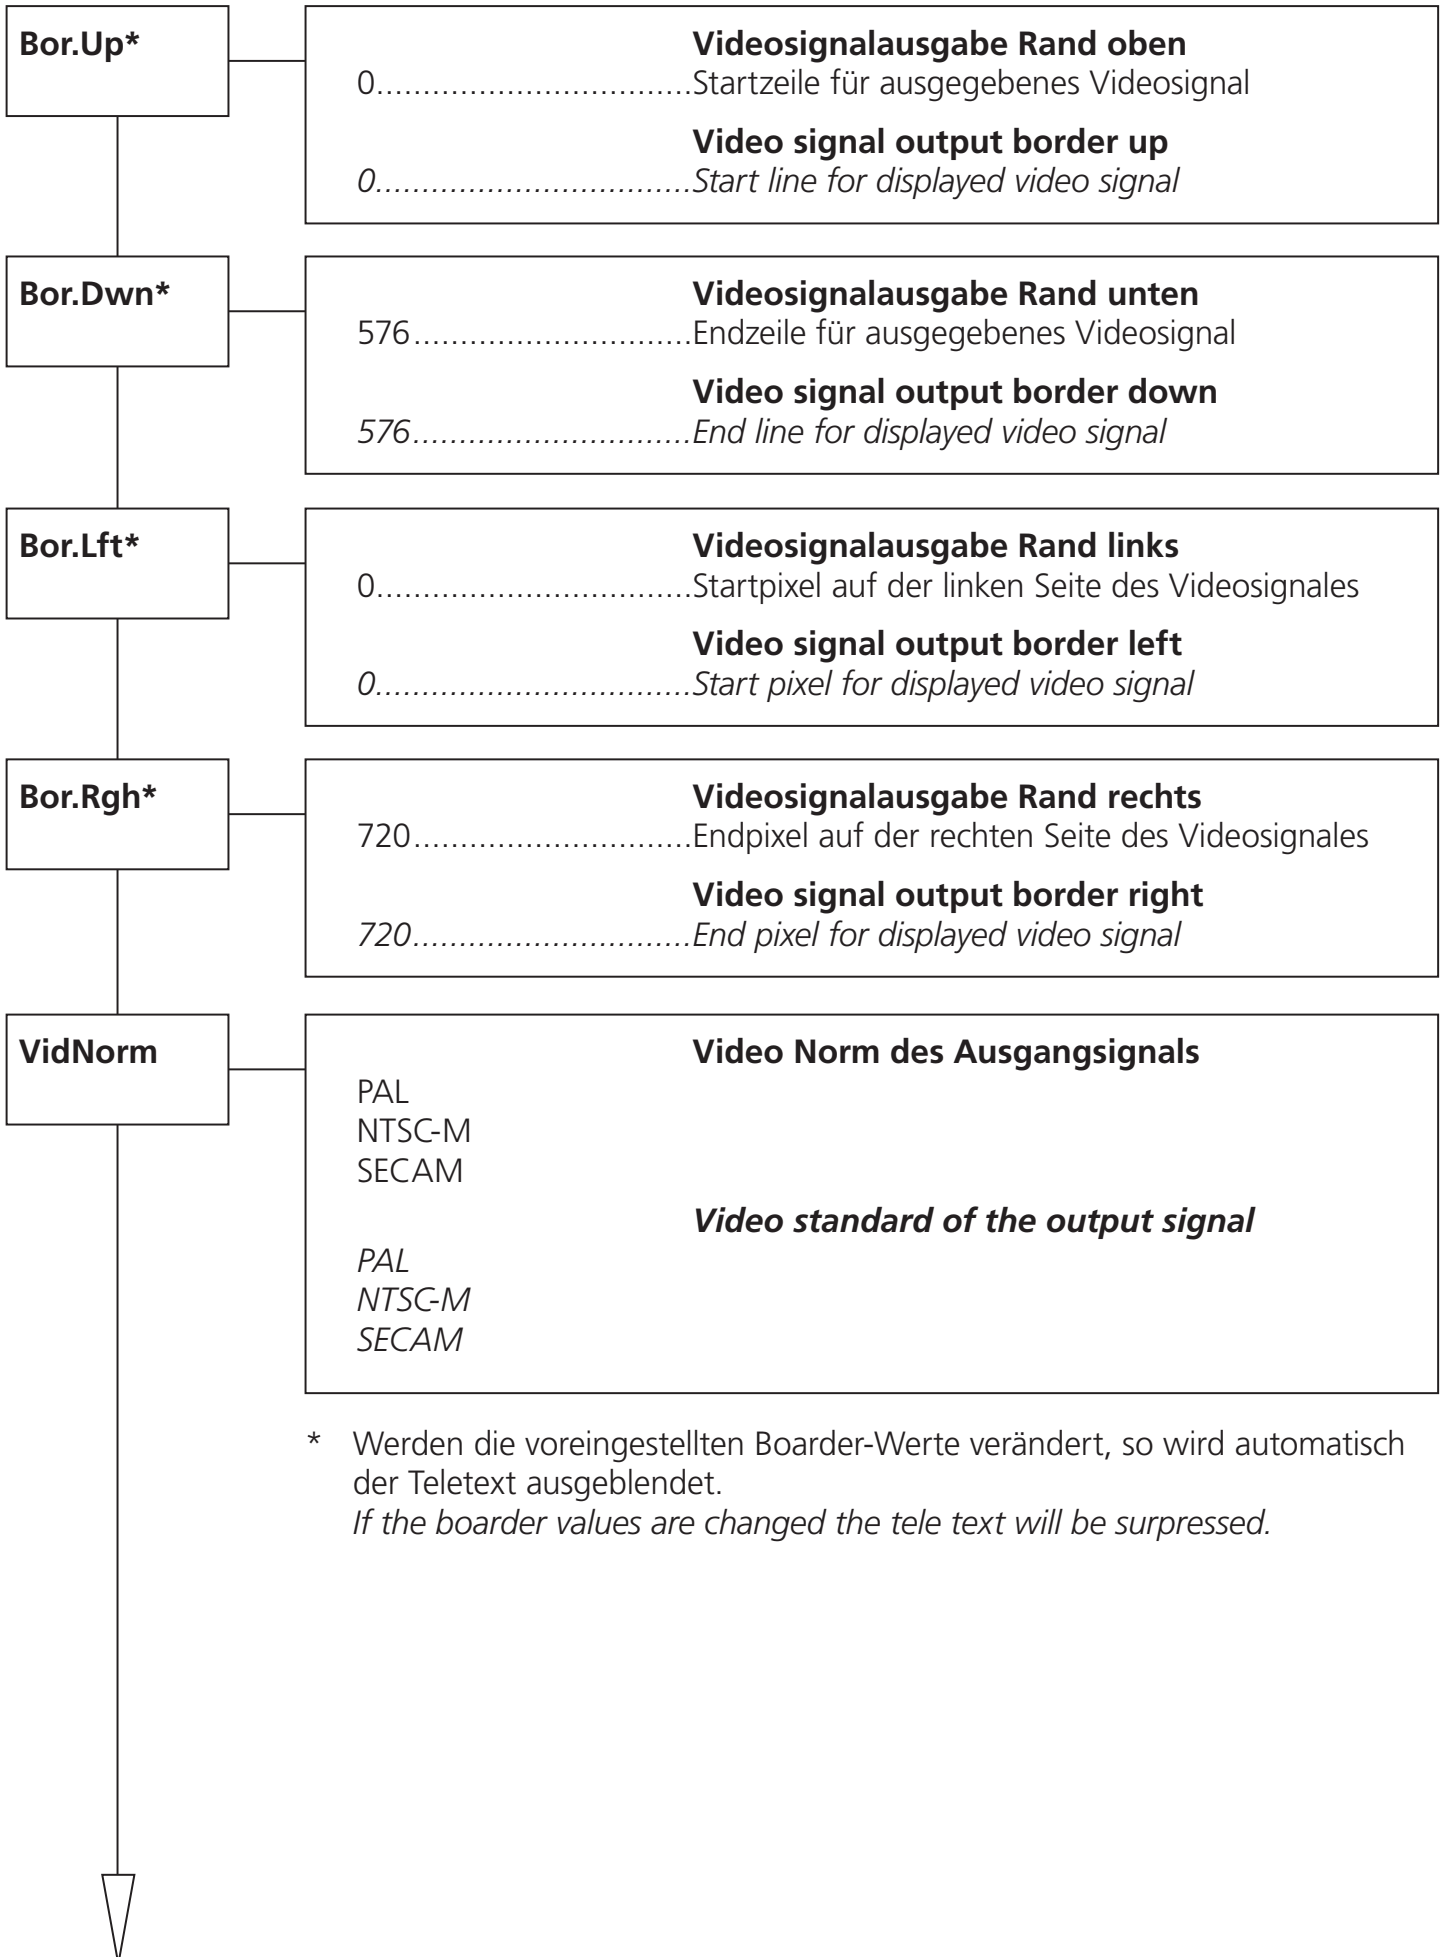 Bor.Up*
Videosignalausgabe Rand oben
0..................................Startzeile für ausgegebenes Videosignal
Video signal output border up
0..................................Start line for displayed video signal
Bor.Dwn*
Videosignalausgabe Rand unten
576..............................Endzeile für ausgegebenes Videosignal
Video signal output border down
576..............................End line for displayed video signal
Bor.Lft*
Videosignalausgabe Rand links
0..................................Startpixel auf der linken Seite des Videosignales
Video signal output border left
0..................................Start pixel for displayed video signal
Bor.Rgh*
Videosignalausgabe Rand rechts
720..............................Endpixel auf der rechten Seite des Videosignales
Video signal output border right
720..............................End pixel for displayed video signal
VidNorm
Video Norm des Ausgangsignals
PAL
NTSC-M
SECAM
Video standard of the output signal
PAL
NTSC-M
SECAM
* Werden die voreingestellten Boarder-Werte verändert, so wird automatisch
der Teletext ausgeblendet.
If the boarder values are changed the tele text will be surpressed.